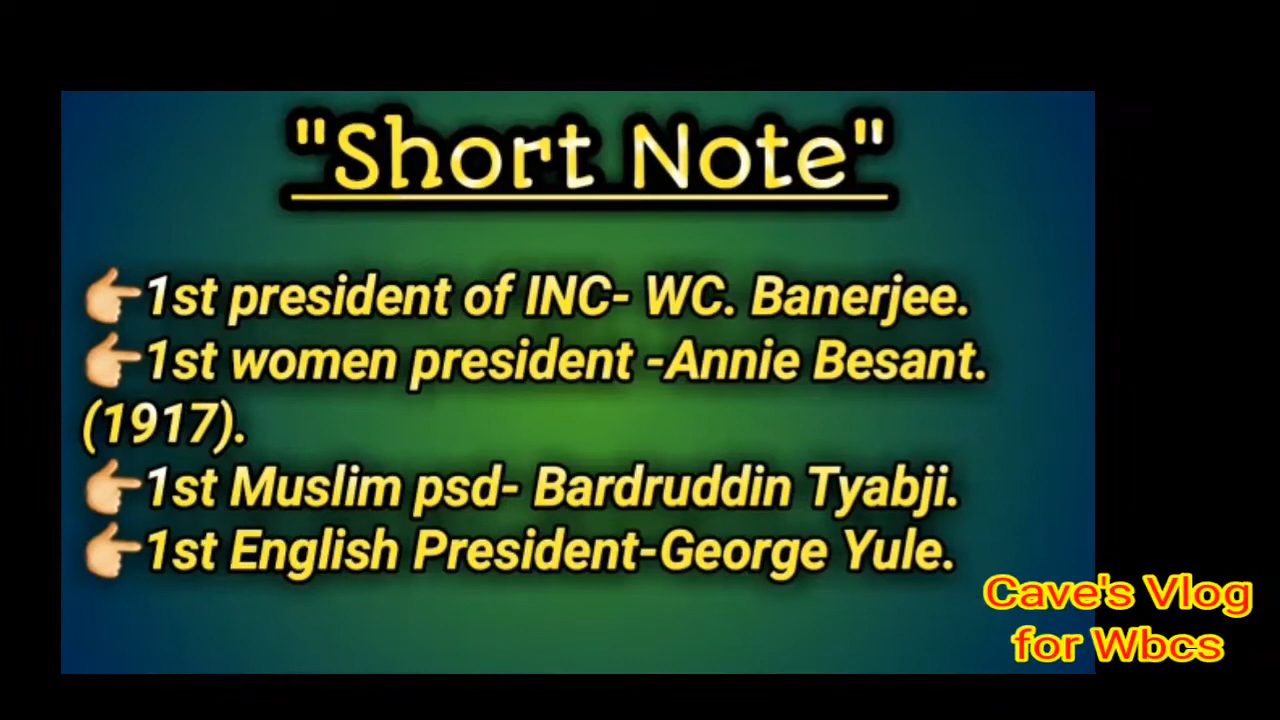 "Short Note"
👉1st president of INC- WC. Banerjee.
👉1st women president -Annie Besant.
(1917).
👉1st Muslim psd- Bardruddin Tyabji.
👉1st English President-George Yule.
Cave's Vlog
for Wbcs